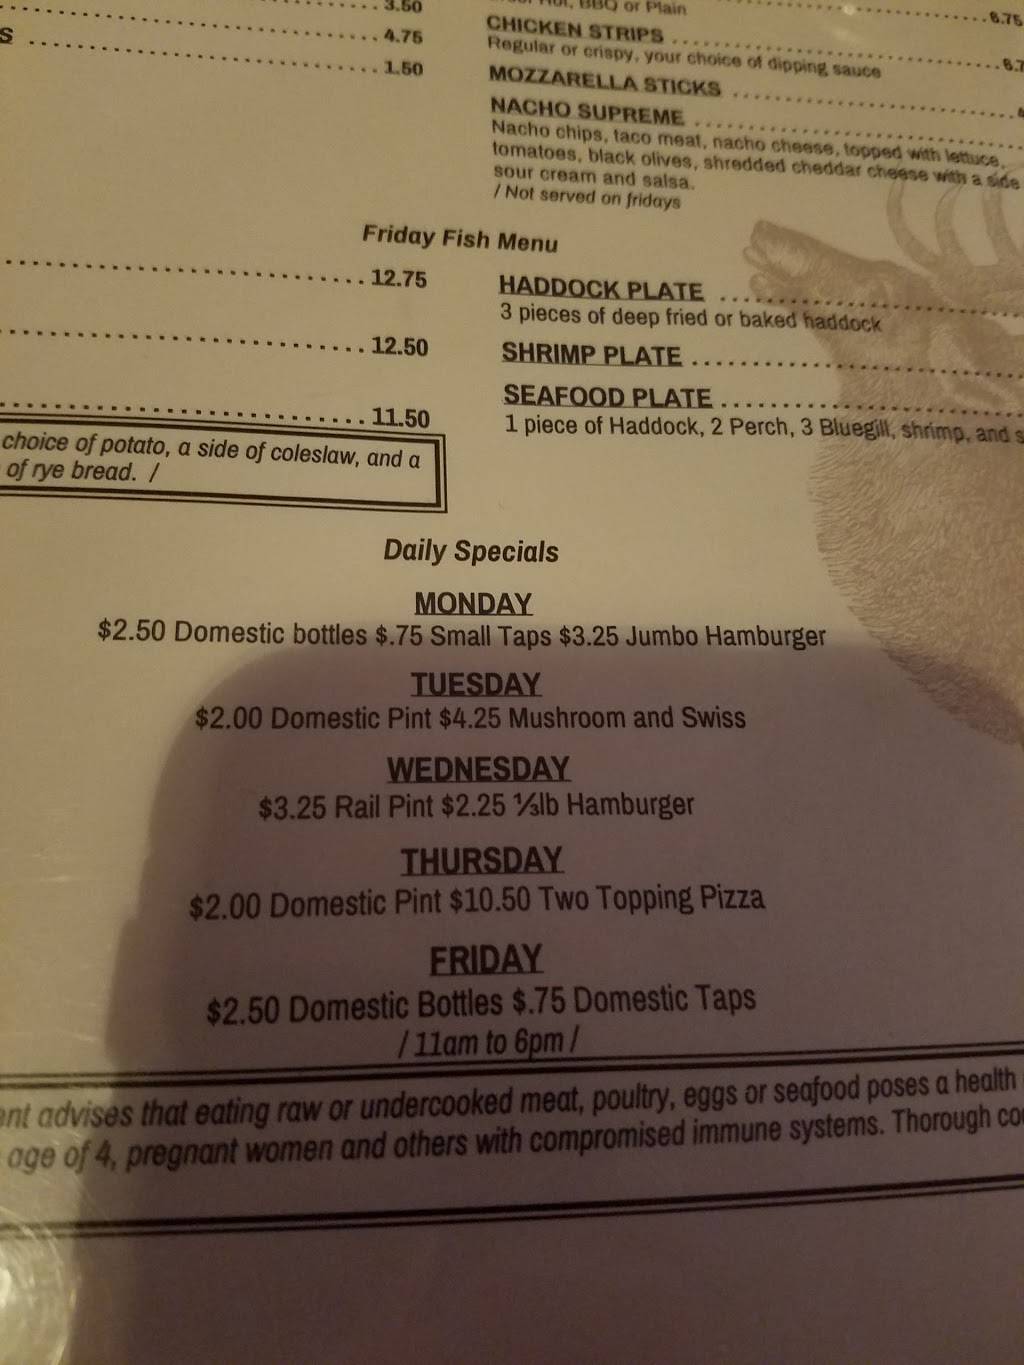 3.50
4.75
S 1.50
BBQ or Plain
6.75
CHICKEN STRIPS
Regular or crispy, your choice of dipping sauce
MOZZARELLA STICKS
NACHO SUPREME
Nacho chips, taco meat, nacho cheese, topped with lettuce,
tomatoes, black olives, shredded cheddar cheese with a side
sour cream and salsa.
/ Not served on fridays
Friday Fish Menu
12.75
12.50
11.50
choice of potato, a side of coleslaw, and a
of rye bread. /
HADDOCK PLATE
3 pieces of deep fried or baked haddock
SHRIMP PLATE
SEAFOOD PLATE
1 piece of Haddock, 2 Perch, 3 Bluegill, shrimp, and s
Daily Specials
MONDAY
$2.50 Domestic bottles $.75 Small Taps $3.25 Jumbo Hamburger
TUESDAY
$2.00 Domestic Pint $4.25 Mushroom and Swiss
WEDNESDAY
$3.25 Rail Pint $2.25 ⅓lb Hamburger
THURSDAY
$2.00 Domestic Pint $10.50 Two Topping Pizza
FRIDAY
$2.50 Domestic Bottles $.75 Domestic Taps
/ 11am to 6pm /
advises that eating raw or undercooked meat, poultry, eggs or seafood poses a health
age of 4, pregnant women and others with compromised immune systems. Thorough